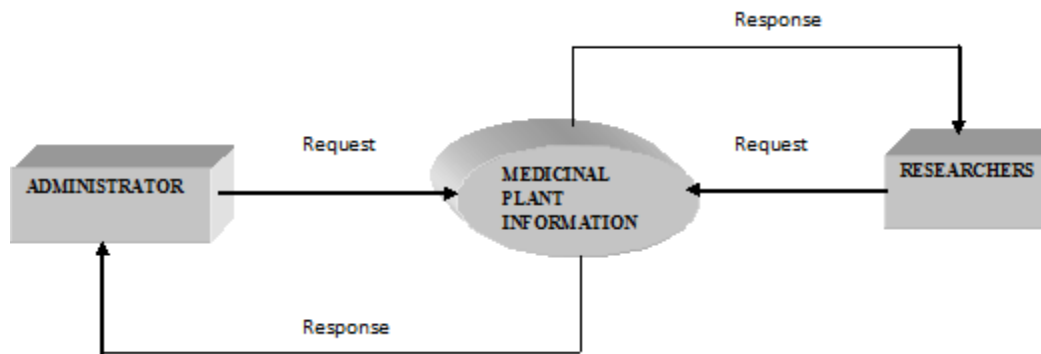 Response
Request
Request
ADMINISTRATOR
MEDICINAL
PLANT
INFORMATION
RESEARCHERS
Response